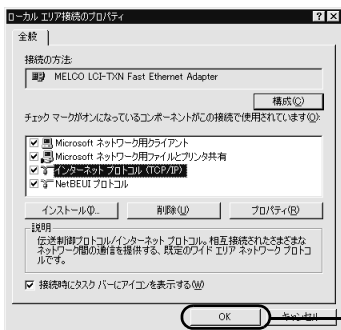 ローカル エリア接続のプロパティ
全般
接続の方法:
MELCO LCI-TXN Fast Ethernet Adapter
構成(C)
チェック マークがオンになっているコンポーネントがこの接続で使用されています(O):
Microsoft ネットワーク用クライアント
Microsoft ネットワーク用ファイルとプリンタ共有
インターネット プロトコル (TCP/IP)
NetBEUI プロトコル
インストール(I)...
削除(U)
プロパティ(R)
説明
伝送制御プロトコル/インターネット プロトコル。相互接続されたさまざまな
ネットワーク間の通信を提供する、既定のワイド エリア ネットワーク プロトコ
ルです。
接続時にタスク バーにアイコンを表示する(W)
OK
キャンセル